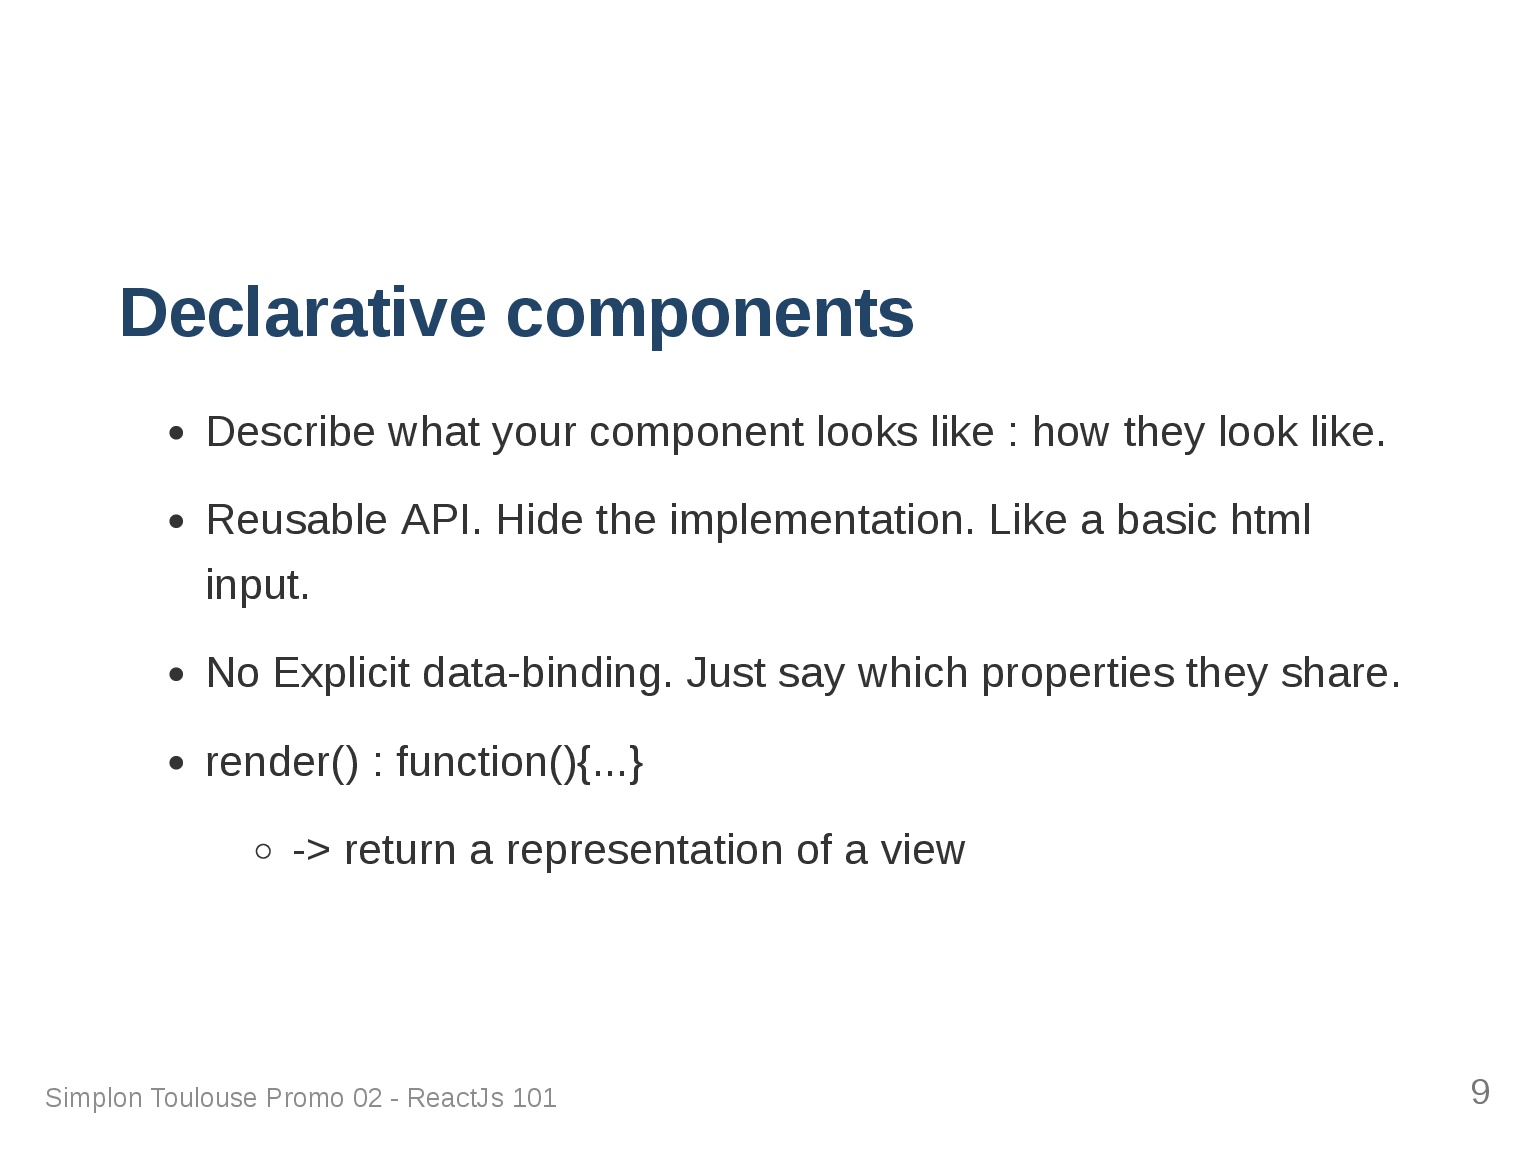 Declarative components
Describe what your component looks like : how they look like.
Reusable API. Hide the implementation. Like a basic html
input.
No Explicit data-binding. Just say which properties they share.
render() : function(){...}
-> return a representation of a view
Simplon Toulouse Promo 02 - ReactJs 101
9